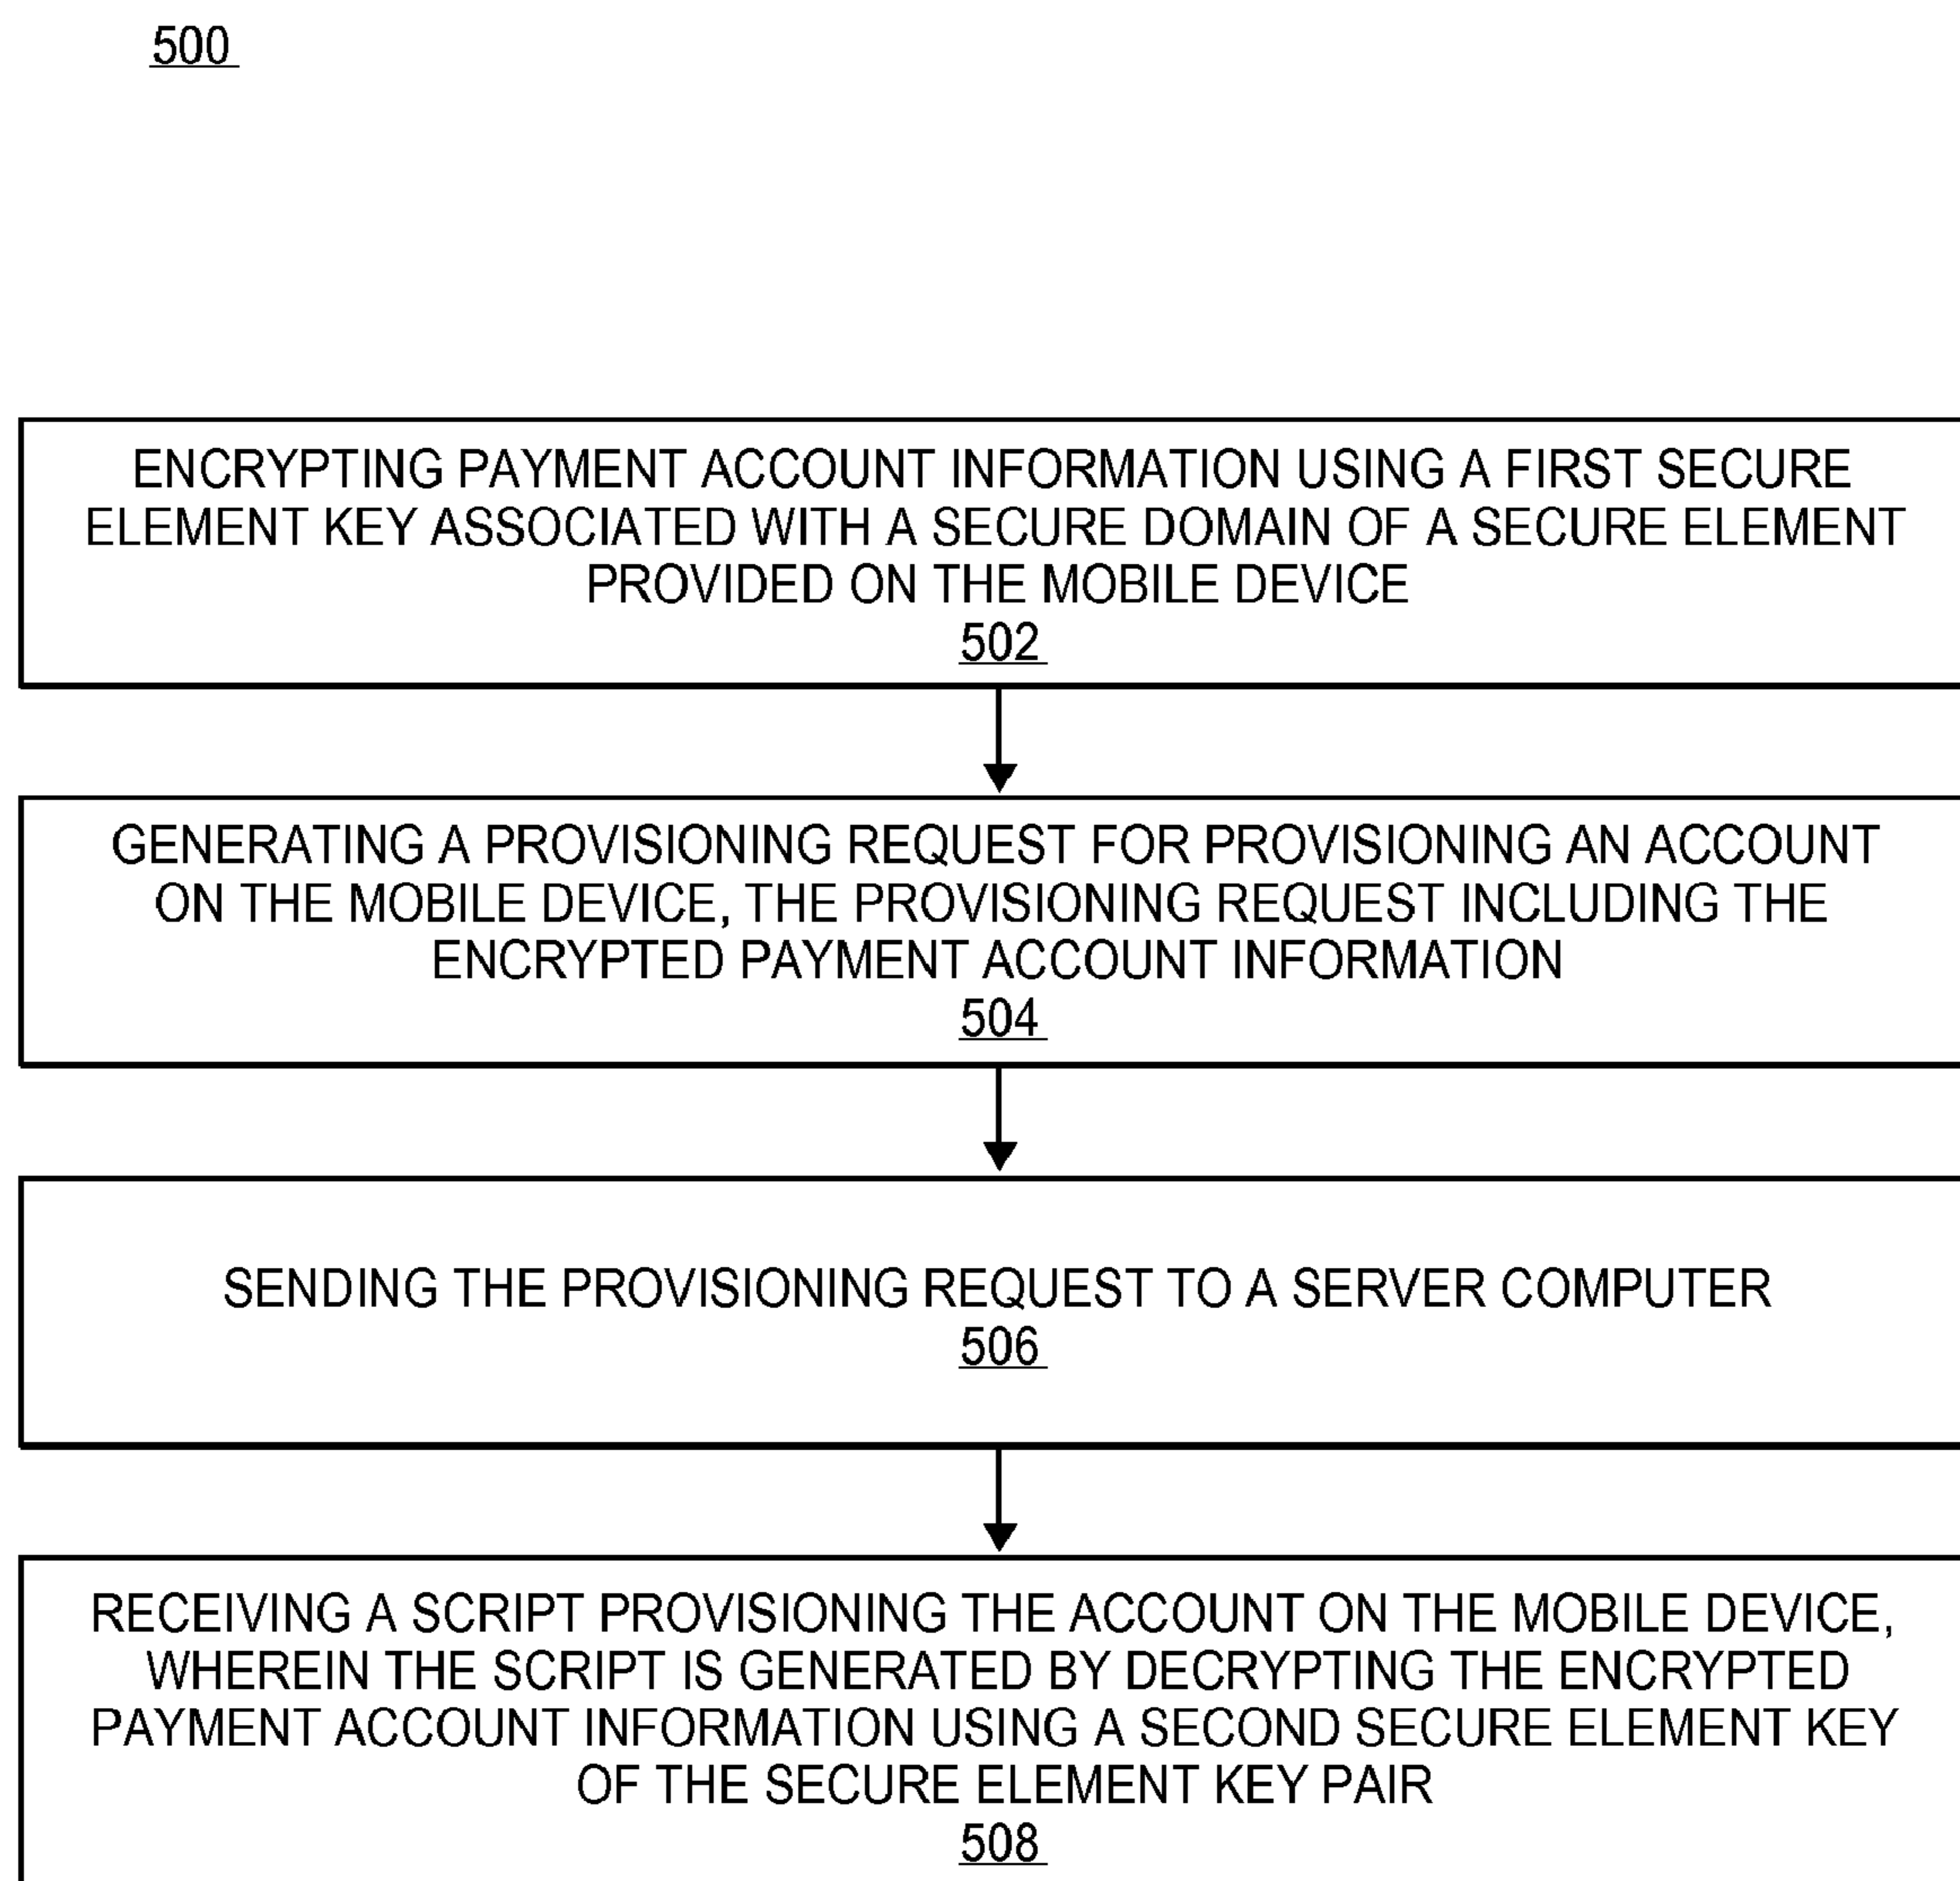 500
ENCRYPTING PAYMENT ACCOUNT INFORMATION USING A FIRST SECURE
ELEMENT KEY ASSOCIATED WITH A SECURE DOMAIN OF A SECURE ELEMENT
PROVIDED ON THE MOBILE DEVICE
502
GENERATING A PROVISIONING REQUEST FOR PROVISIONING AN ACCOUNT
ON THE MOBILE DEVICE, THE PROVISIONING REQUEST INCLUDING THE
ENCRYPTED PAYMENT ACCOUNT INFORMATION
504
SENDING THE PROVISIONING REQUEST TO A SERVER COMPUTER
506
RECEIVING A SCRIPT PROVISIONING THE ACCOUNT ON THE MOBILE DEVICE,
WHEREIN THE SCRIPT IS GENERATED BY DECRYPTING THE ENCRYPTED
PAYMENT ACCOUNT INFORMATION USING A SECOND SECURE ELEMENT KEY
OF THE SECURE ELEMENT KEY PAIR
508